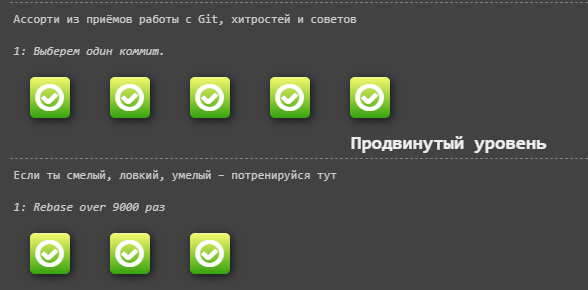 Ассорти из приёмов работы с Git, хитростей и советов
1: Выберем один коммит.
Продвинутый уровень
Если ты смелый, ловкий, умелый — потренируйся тут
1: Rebase over 9000 раз